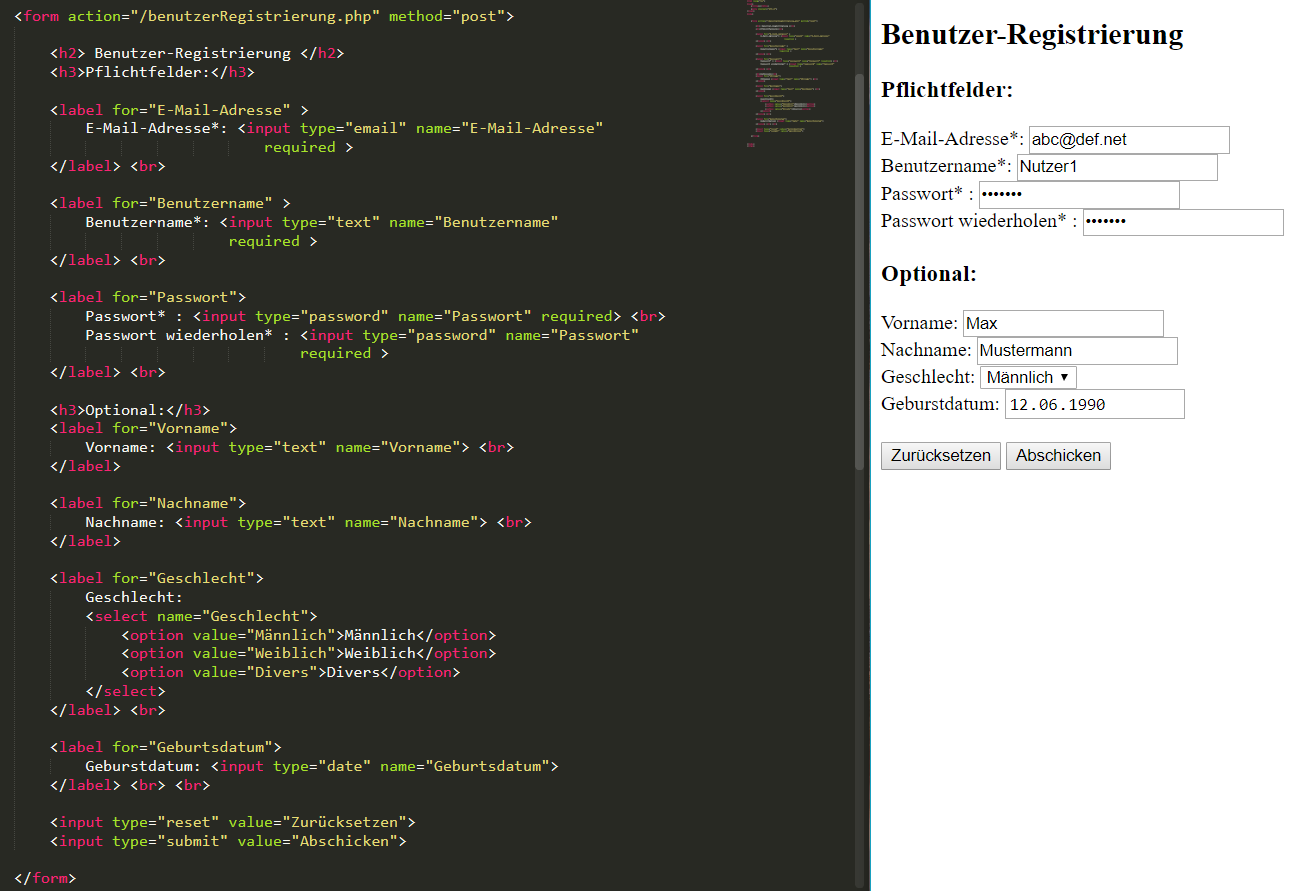 <form action="/benutzerRegistrierung.php" method="post">
<h2> Benutzer-Registrierung </h2>
<h3>Pflichtfelder:</h3>
<label for="E-Mail-Adresse" >
E-Mail-Adresse*: <input type="email" name="E-Mail-Adresse"
required >
</label> <br>
<label for="Benutzername" >
Benutzername*: <input type="text" name="Benutzername"
required >
</label> <br>
<label for="Passwort">
Passwort* : <input type="password" name="Passwort" required> <br>
Passwort wiederholen* : <input type="password" name="Passwort"
required >
</label> <br>
<h3>Optional:</h3>
<label for="Vorname">
Vorname: <input type="text" name="Vorname"> <br>
</label>
<label for="Nachname">
Nachname: <input type="text" name="Nachname"> <br>
</label>
<label for="Geschlecht">
Geschlecht:
<select name="Geschlecht">
<option value="Männlich">Männlich</option>
<option value="Weiblich">Weiblich</option>
<option value="Divers">Divers</option>
</select>
</label> <br>
<label for="Geburtsdatum">
Geburstdatum: <input type="date" name="Geburtsdatum">
</label> <br> <br>
<input type="reset" value="Zurücksetzen">
<input type="submit" value="Abschicken">
</form>
Benutzer-Registrierung
Pflichtfelder:
E-Mail-Adresse*: abc@def.net
Benutzername*: Nutzer1
Passwort* : •••••••
Passwort wiederholen* : •••••••
Optional:
Vorname: Max
Nachname: Mustermann
Geschlecht: Männlich ▼
Geburstdatum: 12.06.1990
Zurücksetzen Abschicken